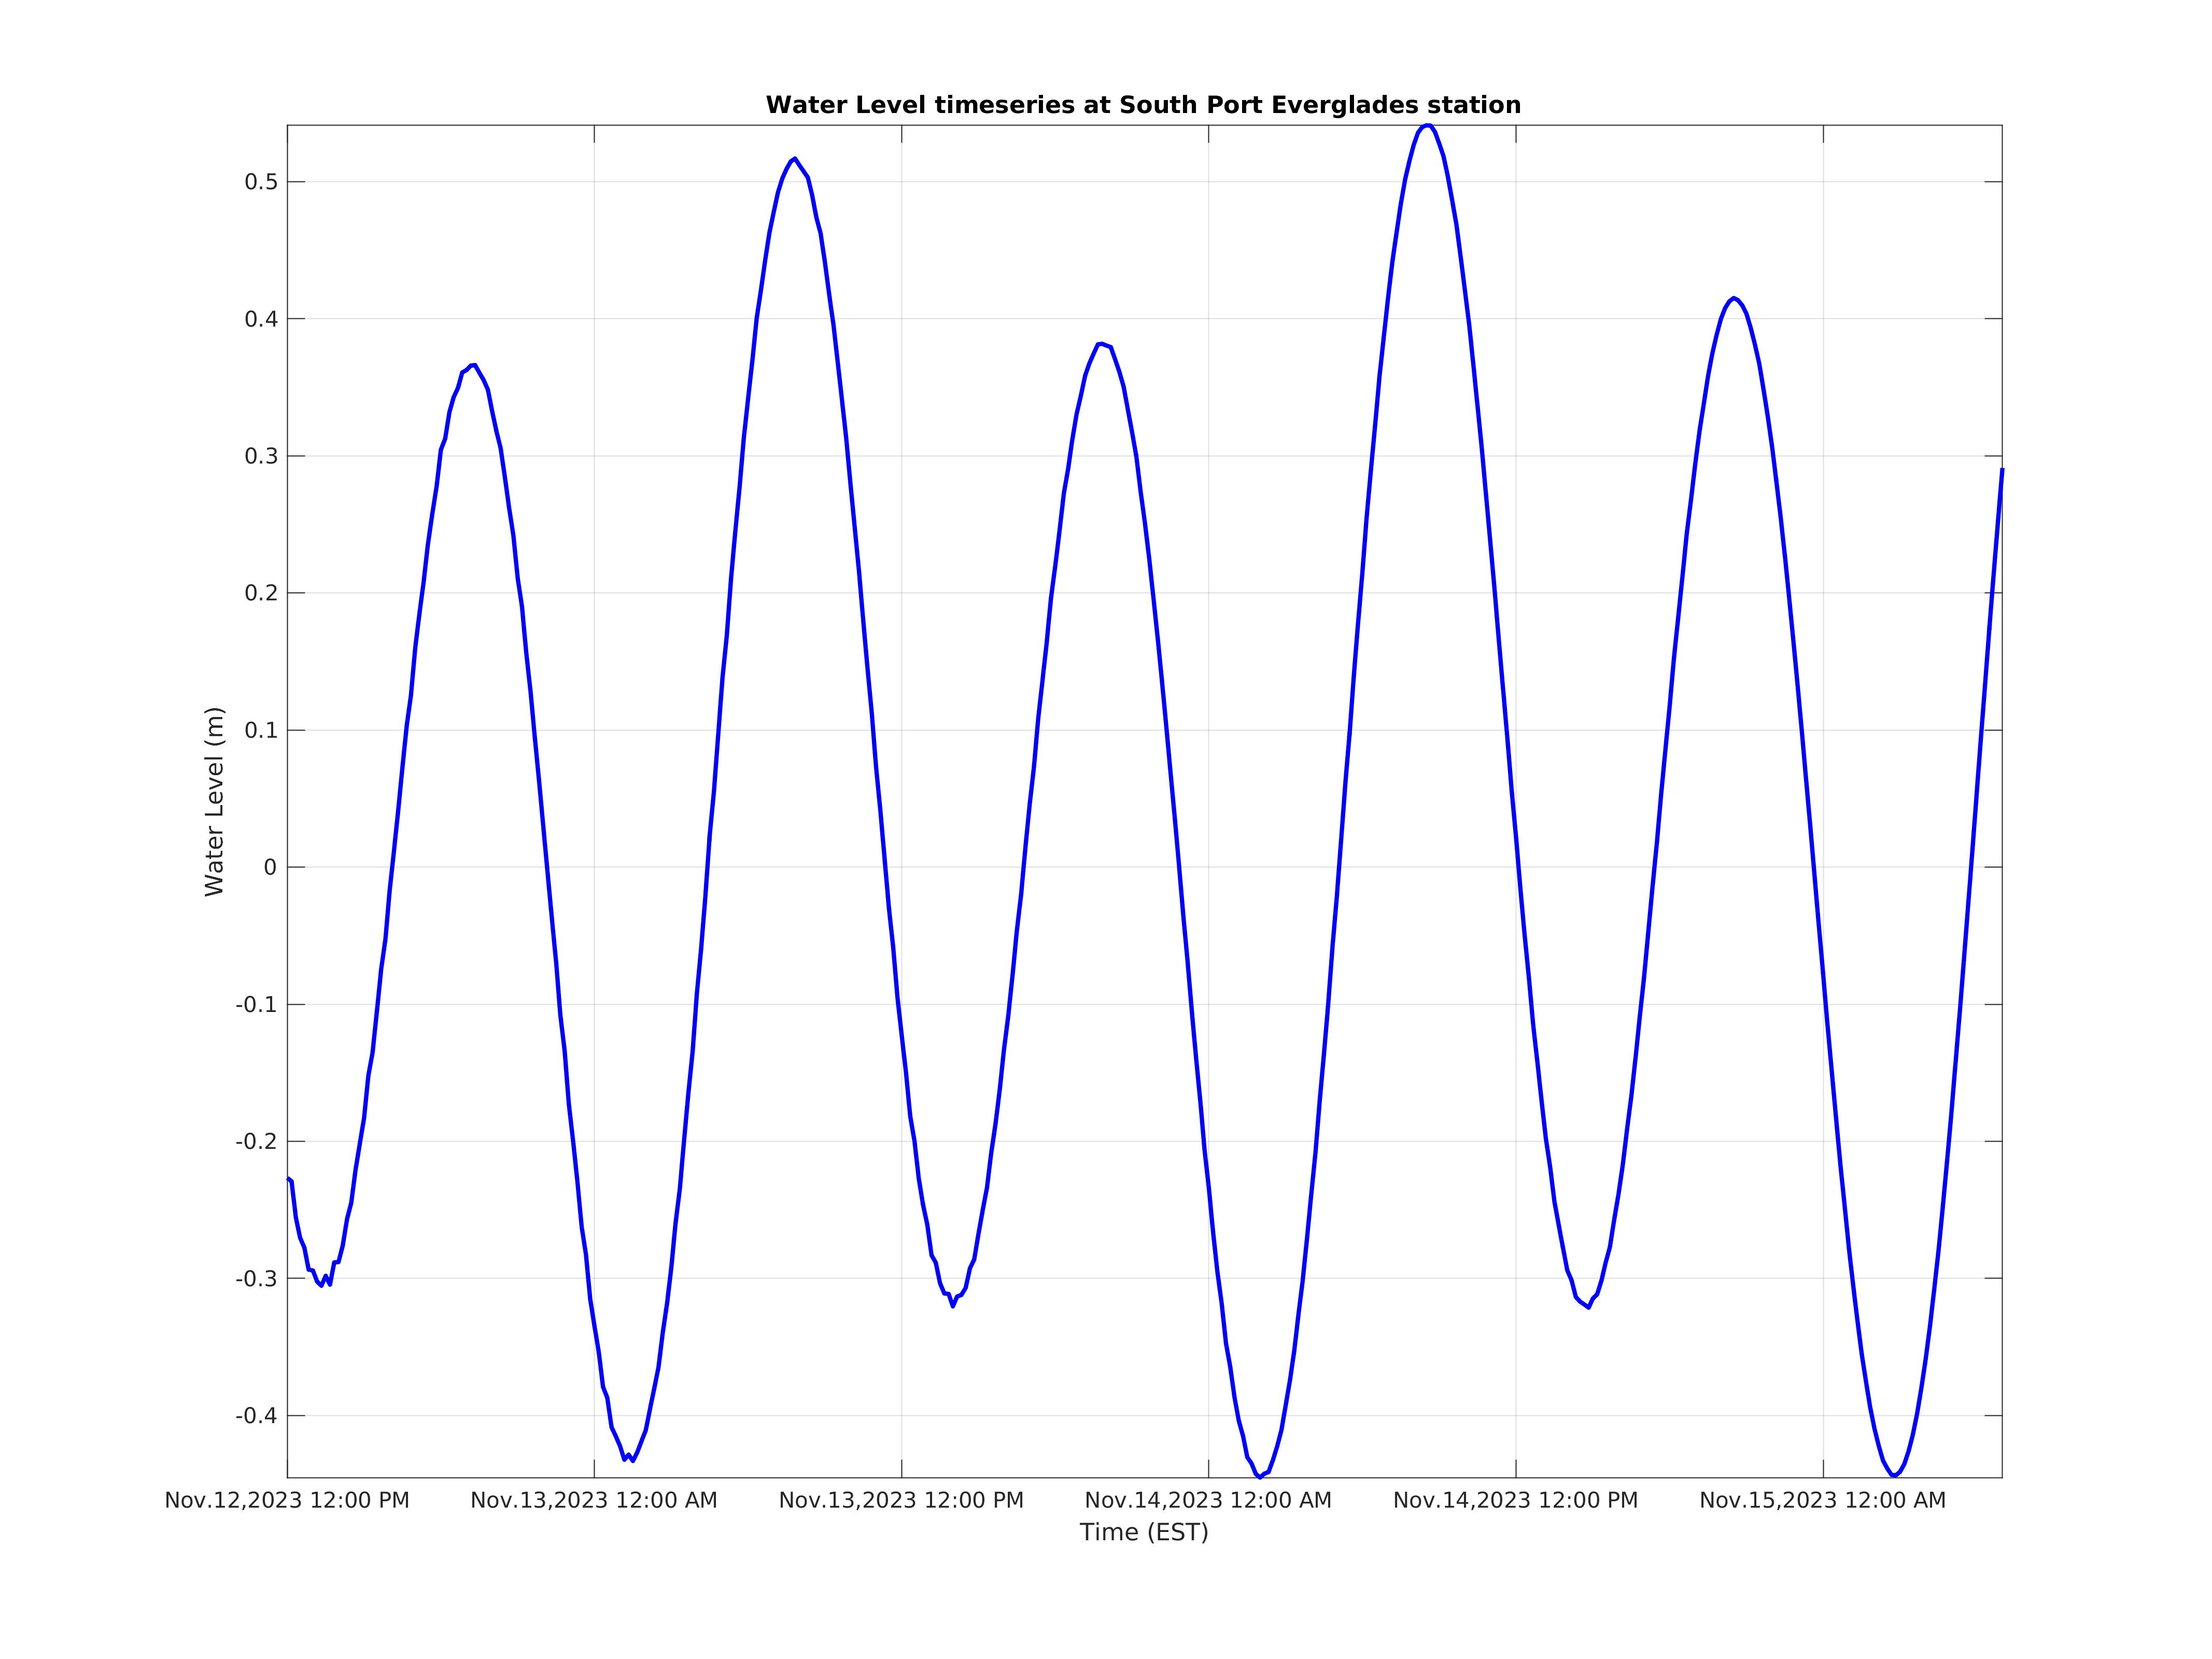 Water Level timeseries at South Port Everglades station
0.5
0.4
0.3
0.2
0.1
0
-0.1
-0.2
-0.3
-0.4
Water Level (m)
Nov.12,2023 12:00 PM Nov.13,2023 12:00 AM Nov.13,2023 12:00 PM Nov.14,2023 12:00 AM Nov.14,2023 12:00 PM Nov.15,2023 12:00 AM
Time (EST)